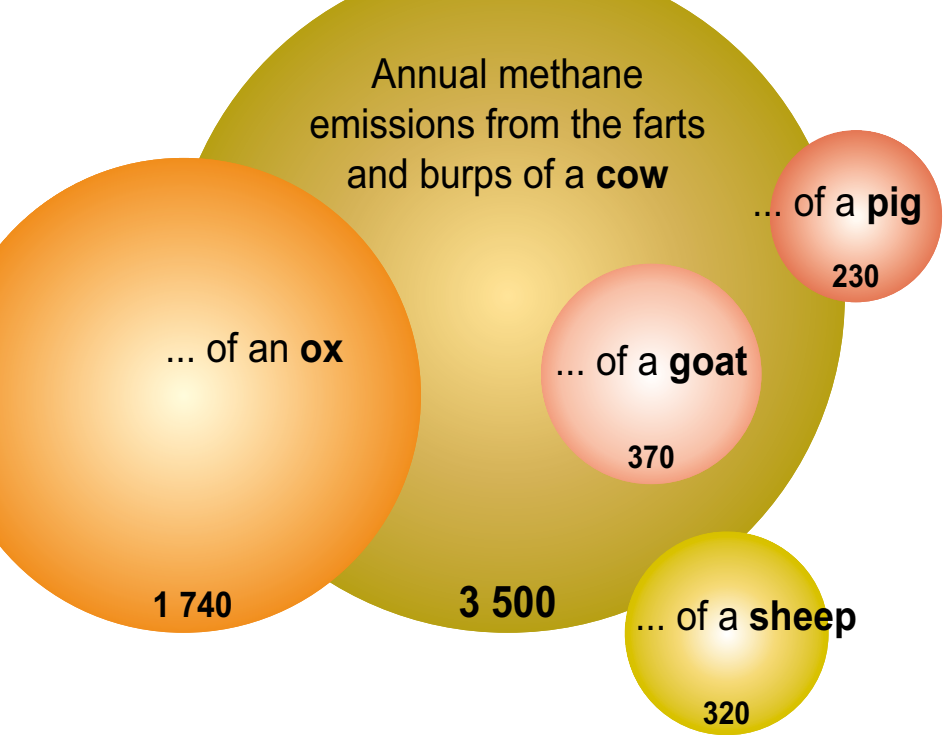 Annual methane
emissions from the farts
and burps of a cow
3 500
... of an ox
1 740
... of a pig
230
... of a goat
370
... of a sheep
320